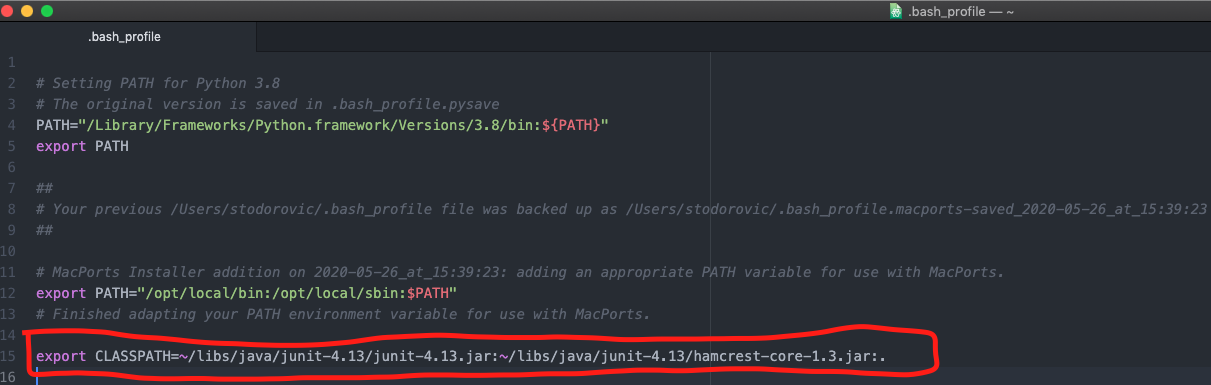 .bash_profile — ~
.bash_profile
1
2 # Setting PATH for Python 3.8
3 # The original version is saved in .bash_profile.pysave
4 PATH="/Library/Frameworks/Python.framework/Versions/3.8/bin:${PATH}"
5 export PATH
6
7 ##
8 # Your previous /Users/stodorovic/.bash_profile file was backed up as /Users/stodorovic/.bash_profile.macports-saved_2020-05-26_at_15:39:23
9 ##
10
11 # MacPorts Installer addition on 2020-05-26_at_15:39:23: adding an appropriate PATH variable for use with MacPorts.
12 export PATH="/opt/local/bin:/opt/local/sbin:$PATH"
13 # Finished adapting your PATH environment variable for use with MacPorts.
14
15 export CLASSPATH=~/libs/java/junit-4.13/junit-4.13.jar:~/libs/java/junit-4.13/hamcrest-core-1.3.jar:.
16